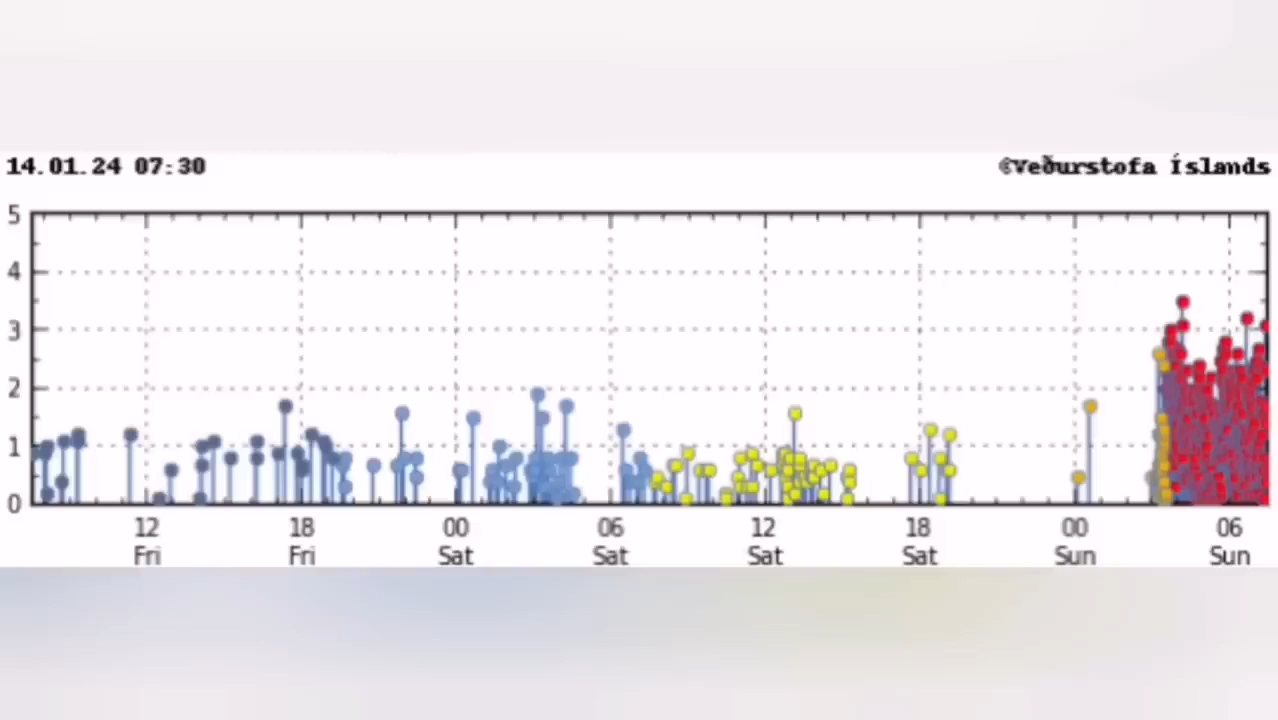 14.01.24 07:30 ©Veðurstofa Íslands
5
4
3
2
1
0
12 18 00 06 12 18 00 06
Fri Fri Sat Sat Sat Sat Sun Sun